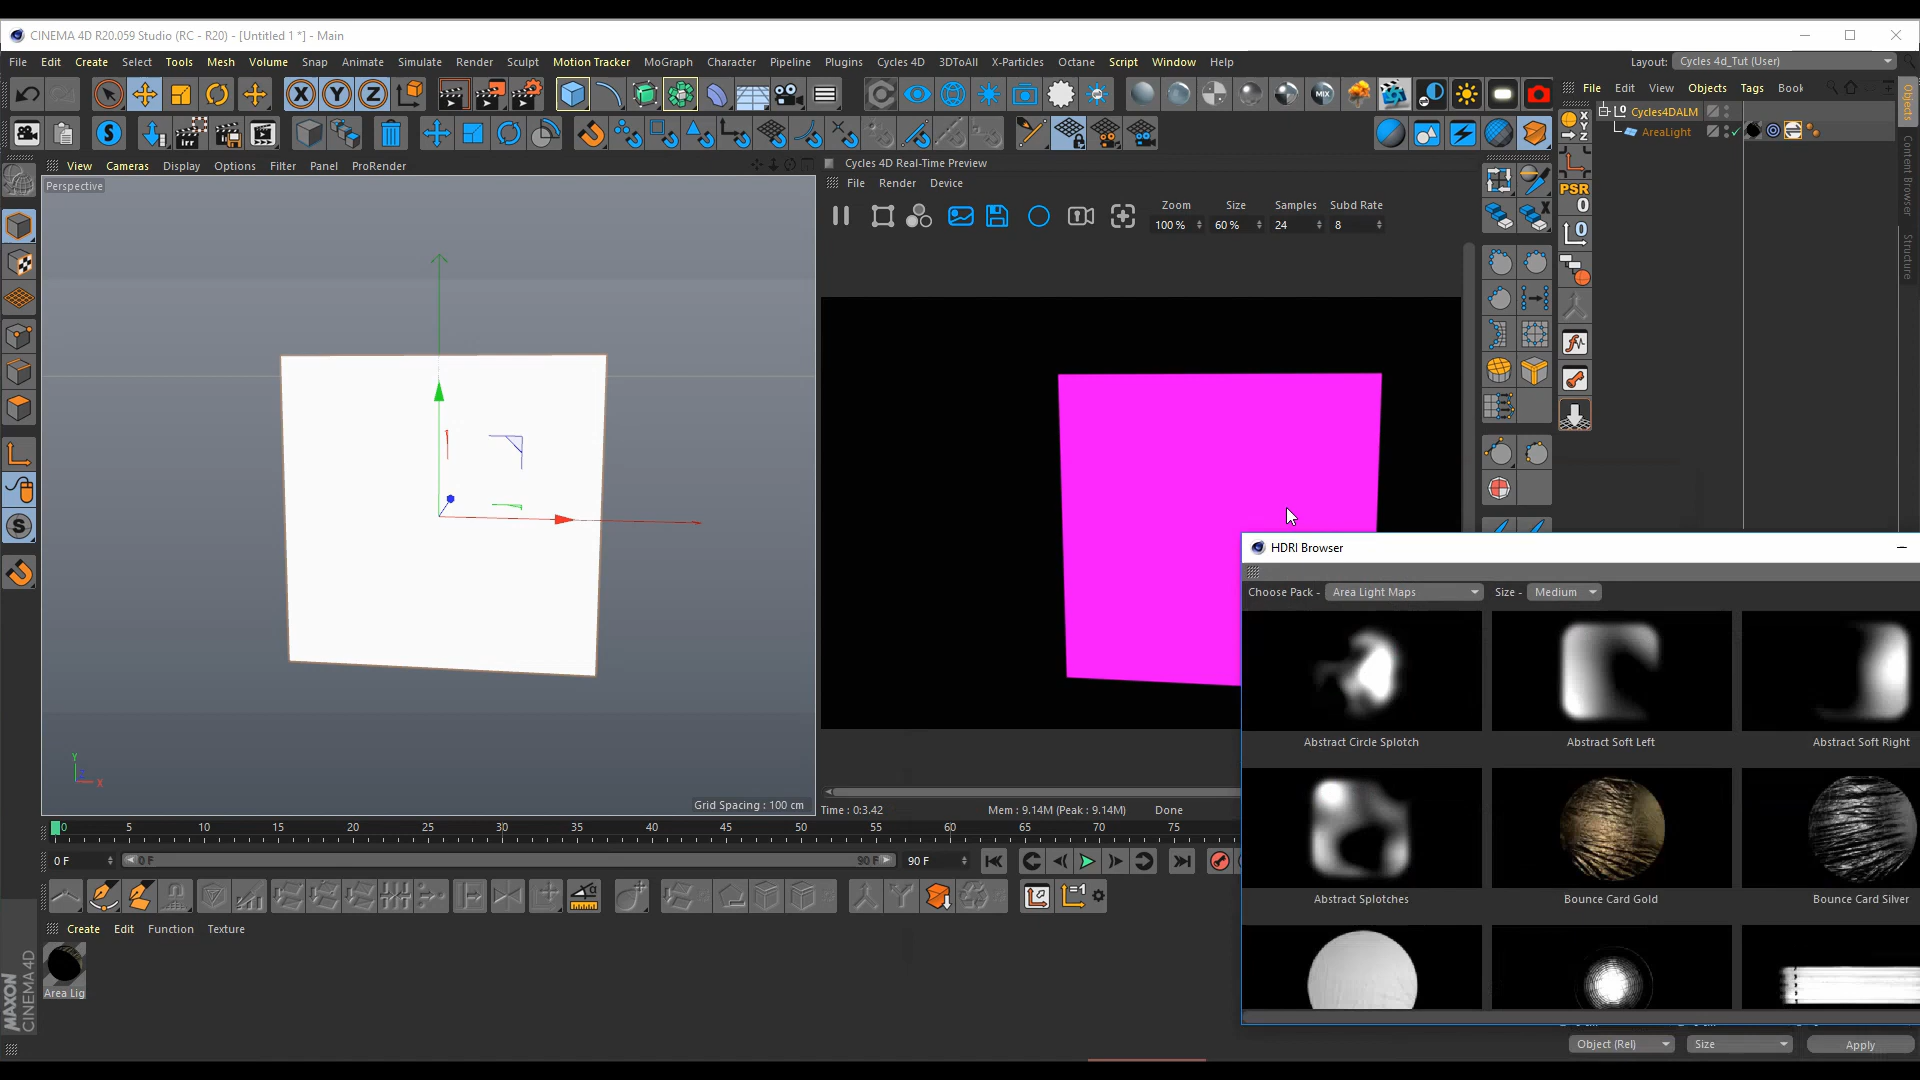 CINEMA 4D R20.059 Studio (RC - R20) - [Untitled 1 *] - Main
File Edit Create Select Tools Mesh Volume Snap Animate Simulate Render Sculpt Motion Tracker MoGraph Character Pipeline Plugins Cycles 4D 3DToAll X-Particles Octane Script Window Help
Layout: Cycles 4d_Tut (User)
File Edit View Objects Tags Book
Cycles4DALM
AreaLight
Objects
Content Browser
Structure
View Cameras Display Options Filter Panel ProRender
Perspective
Cycles 4D Real-Time Preview
File Render Device
Zoom Size Samples Subd Rate
100 % 60 % 24 8
PSR
0
HDRI Browser
Choose Pack - Area Light Maps Size - Medium
Abstract Circle Splotch Abstract Soft Left Abstract Soft Right
Abstract Splotches Bounce Card Gold Bounce Card Silver
Y
X
Grid Spacing : 100 cm
Time : 0:3.42 Mem : 9.14M (Peak : 9.14M) Done
0 5 10 15 20 25 30 35 40 45 50 55 60 65 70 75
0 F 0 F 90 F 90 F
Create Edit Function Texture
Area Lig
MAXON
CINEMA 4D
Object (Rel) Size Apply